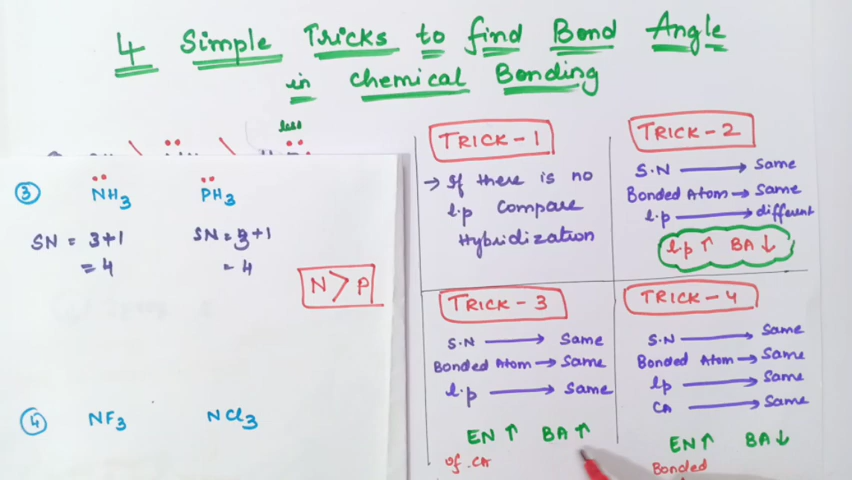 4 Simple Tricks to find Bond Angle
in chemical Bonding
less
3 NH3 PH3
SN = 3+1 SN = 3+1
= 4 = 4
N > P
4 NF3 NCl3
TRICK-1
→ If there is no
l.p compare
Hybridization
TRICK-2
S.N → Same
Bonded Atom → Same
l.p → different
lp ↑ BA ↓
TRICK-3
S.N → Same
Bonded Atom → Same
l.p → Same
EN ↑ BA ↑
of .CA
TRICK-4
S.N → Same
Bonded Atom → Same
lp → Same
CA → Same
EN ↑ BA ↓
Bonded